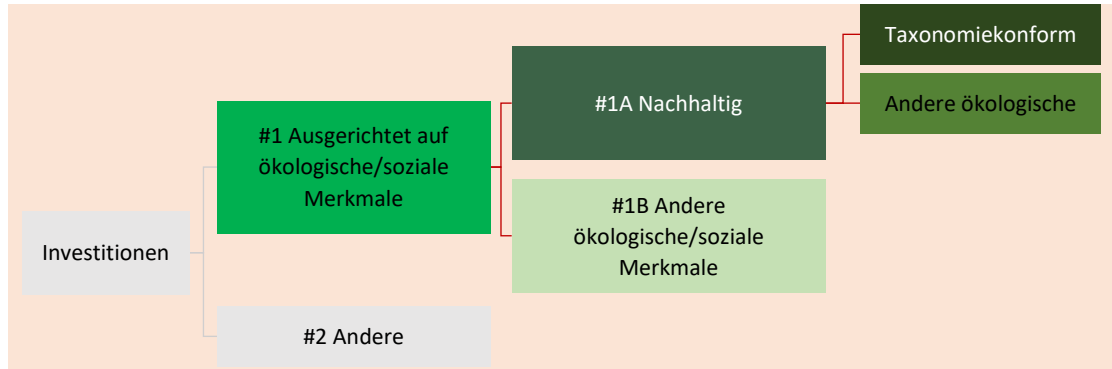 Investitionen
#1 Ausgerichtet auf
ökologische/soziale
Merkmale
#2 Andere
#1A Nachhaltig
#1B Andere
ökologische/soziale
Merkmale
Taxonomiekonform
Andere ökologische